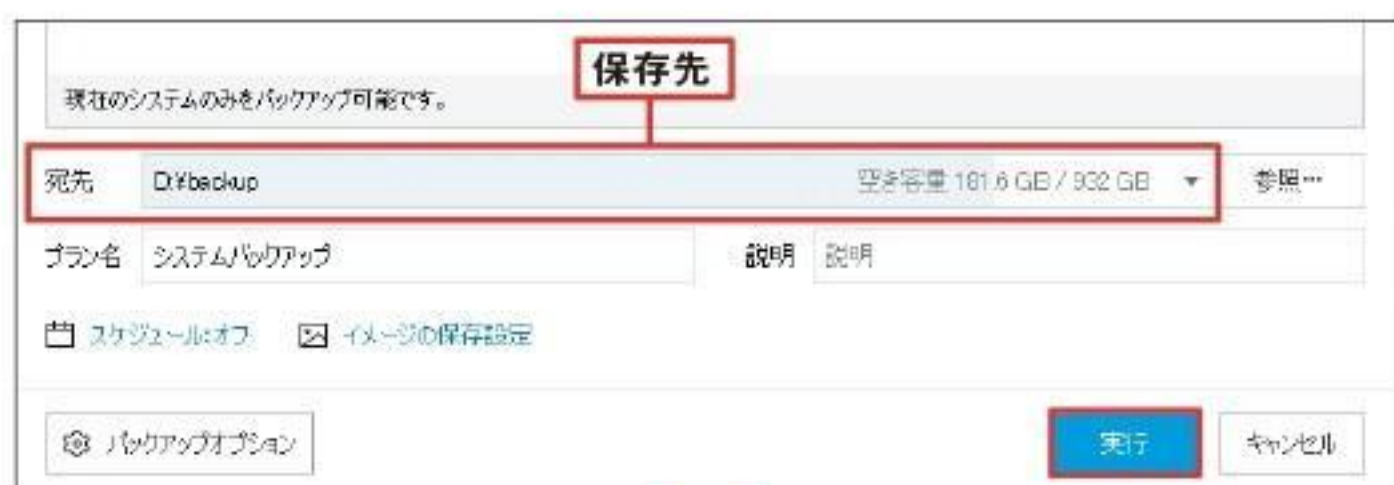 保存先
現在のシステムのみをバックアップ可能です。
宛先 D:¥backup 空き容量 181.6 GB / 932 GB 参照…
プラン名 システムバックアップ 説明 説明
スケジュール:オフ イメージの保存設定
バックアップオプション 実行 キャンセル